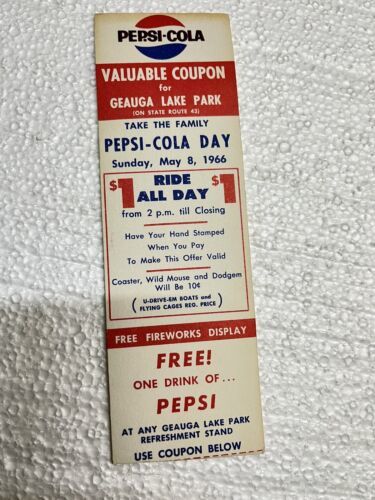 PEPSI-COLA
VALUABLE COUPON
for
GEAUGA LAKE PARK
(ON STATE ROUTE 43)
TAKE THE FAMILY
PEPSI-COLA DAY
Sunday, May 8, 1966
$1 RIDE $1
ALL DAY
from 2 p.m. till Closing
Have Your Hand Stamped
When You Pay
To Make This Offer Valid
Coaster, Wild Mouse and Dodgem
Will Be 10¢
(U-DRIVE-EM BOATS and
FLYING CAGES REG. PRICE)
FREE FIREWORKS DISPLAY
FREE!
ONE DRINK OF...
PEPSI
AT ANY GEAUGA LAKE PARK
REFRESHMENT STAND
USE COUPON BELOW